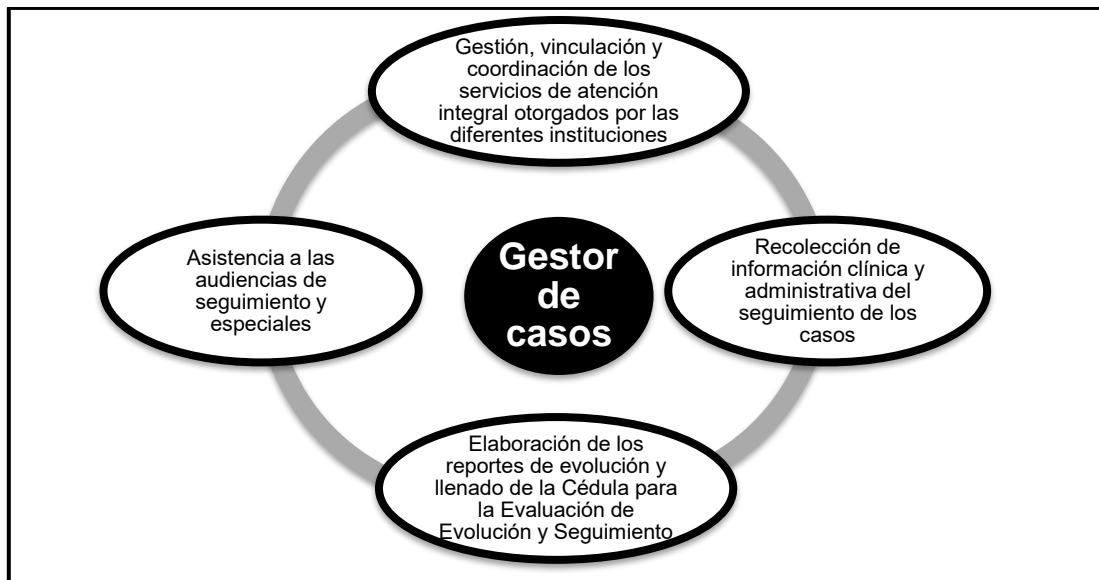 Gestión, vinculación y
coordinación de los
servicios de atención
integral otorgados por las
diferentes instituciones
Asistencia a las
audiencias de
seguimiento y
especiales
Gestor
de
casos
Recolección de
información clínica y
administrativa del
seguimiento de los
casos
Elaboración de los
reportes de evolución y
llenado de la Cédula para
la Evaluación de
Evolución y Seguimiento